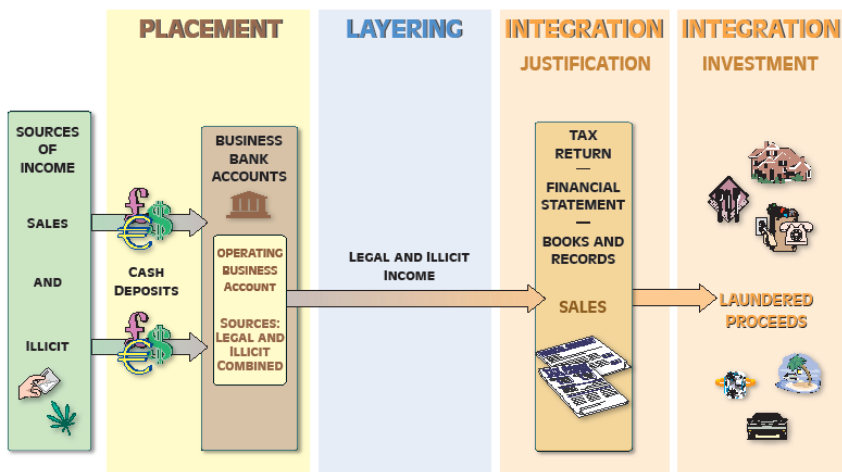 PLACEMENT
LAYERING
INTEGRATION
JUSTIFICATION
INTEGRATION
INVESTMENT
SOURCES
OF
INCOME
SALES
AND
ILLICIT
CASH
DEPOSITS
BUSINESS
BANK
ACCOUNTS
OPERATING
BUSINESS
ACCOUNT
SOURCES:
LEGAL AND
ILLICIT
COMBINED
LEGAL AND ILLICIT
INCOME
TAX
RETURN
—
FINANCIAL
STATEMENT
—
BOOKS AND
RECORDS
SALES
LAUNDERED
PROCEEDS